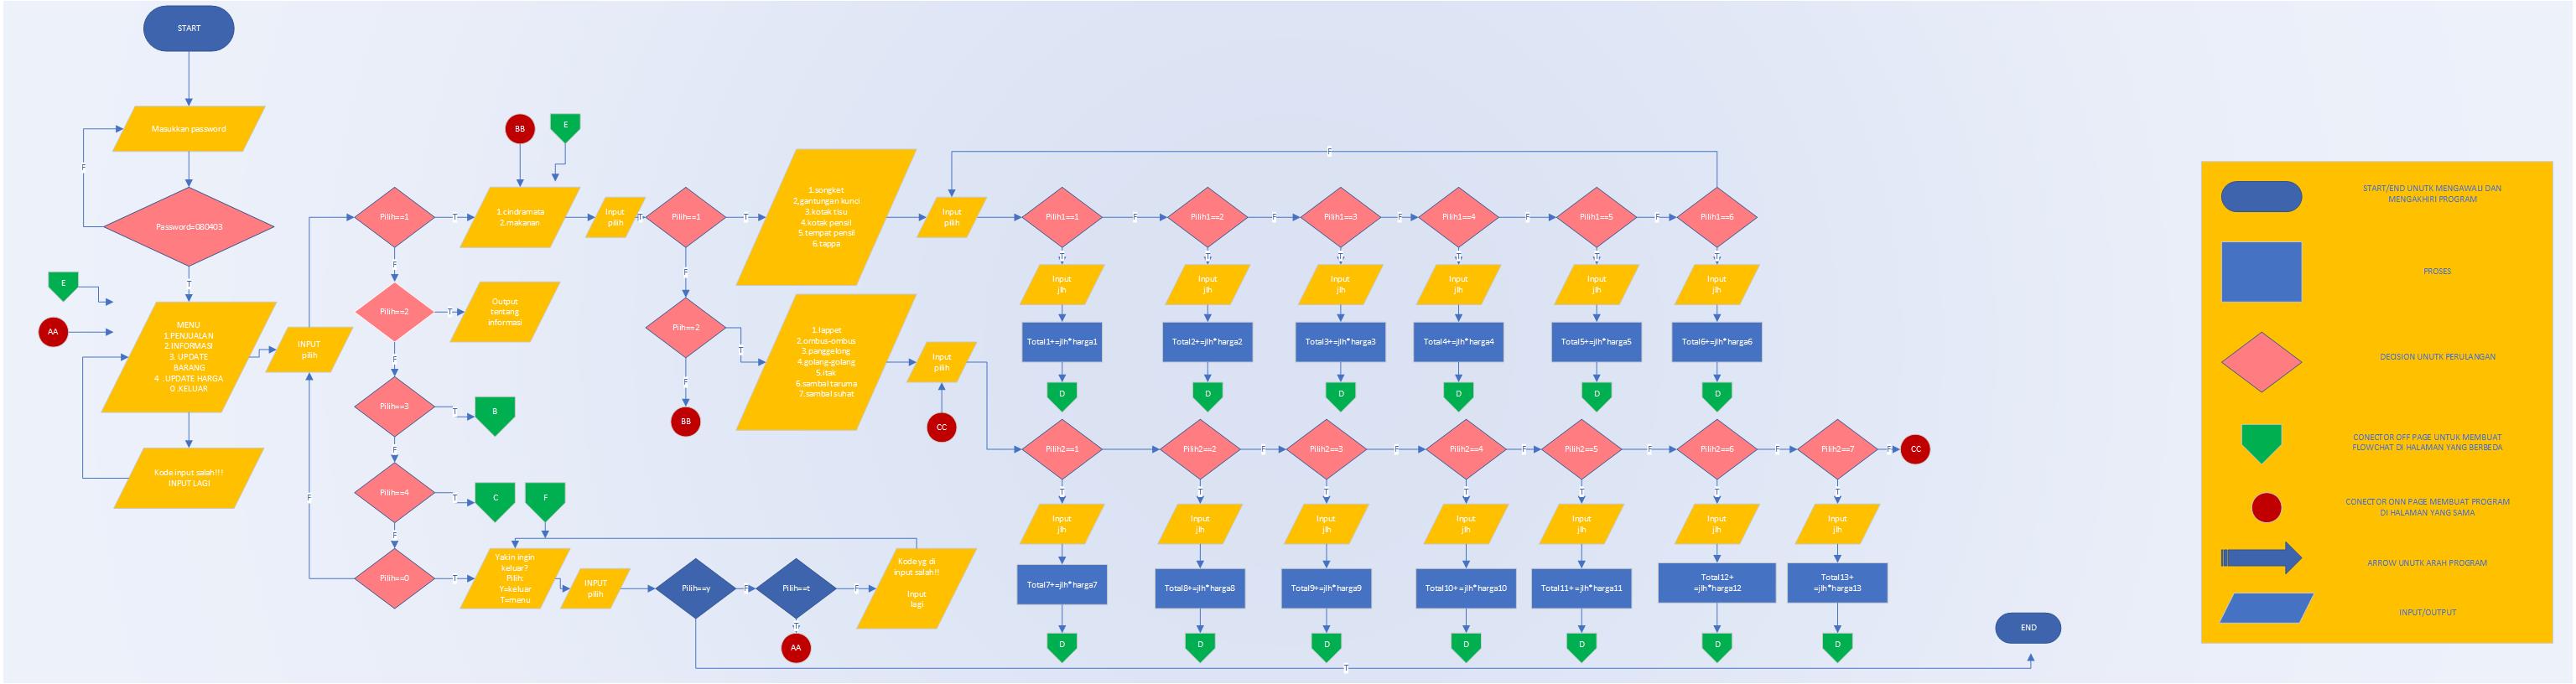 START
Masukkan password
F
Password=080403
T
E
AA
MENU
1.PENJUALAN
2.INFORMASI
3. UPDATE
BARANG
4 .UPDATE HARGA
0.KELUAR
Kode input salah!!!
INPUT LAGI
INPUT
pilih
F
Pilih==1
T
F
Pilih==2
T
F
Pilih==3
T
F
Pilih==4
T
F
Pilih==0
T
BB
E
1.cindramata
2.makanan
Input
pilih
T
Output
tentang
informasi
B
C
F
Yakin ingin
keluar?
Pilih:
Y=keluar
T=menu
INPUT
pilih
Pilih==y
F
Pilih==t
F
T
AA
Kode yg di
input salah!!
Input
lagi
T
END
Pilih==1
T
F
Pilih==2
T
F
BB
1.songket
2,gantungan kunci
3.kotak tisu
4.kotak pensil
5.tempat pensil
6.tappa
1.lappet
2.ombus-ombus
3.panggelong
4.golang-golang
5.itak
6.sambal taruma
7.sambal juhat
Input
pilih
F
Input
pilih
CC
Pilih1==1
F
Pilih1==2
F
Pilih1==3
F
Pilih1==4
F
Pilih1==5
F
Pilih1==6
T
T
T
T
T
T
Input
jlh
Input
jlh
Input
jlh
Input
jlh
Input
jlh
Input
jlh
Total1+=jlh*harga1
Total2+=jlh*harga2
Total3+=jlh*harga3
Total4+=jlh*harga4
Total5+=jlh*harga5
Total6+=jlh*harga6
D
D
D
D
D
D
Pilih2==1
Pilih2==2
F
Pilih2==3
F
Pilih2==4
F
Pilih2==5
F
Pilih2==6
F
Pilih2==7
F
CC
T
T
T
T
T
T
T
Input
jlh
Input
jlh
Input
jlh
Input
jlh
Input
jlh
Input
jlh
Input
jlh
Total7+=jlh*harga7
Total8+=jlh*harga8
Total9+=jlh*harga9
Total10+=jlh*harga10
Total11+=jlh*harga11
Total12+
=jlh*harga12
Total13+
=jlh*harga13
D
D
D
D
D
D
D
START/END UNUTK MENGAWALI DAN
MENGAKHIRI PROGRAM
PROSES
DECISION UNUTK PERULANGAN
CONECTOR OFF PAGE UNTUK MEMBUAT
FLOWCHAT DI HALAMAN YANG BERBEDA
CONECTOR ONN PAGE MEMBUAT PROGRAM
DI HALAMAN YANG SAMA
ARROW UNUTK ARAH PROGRAM
INPUT/OUTPUT